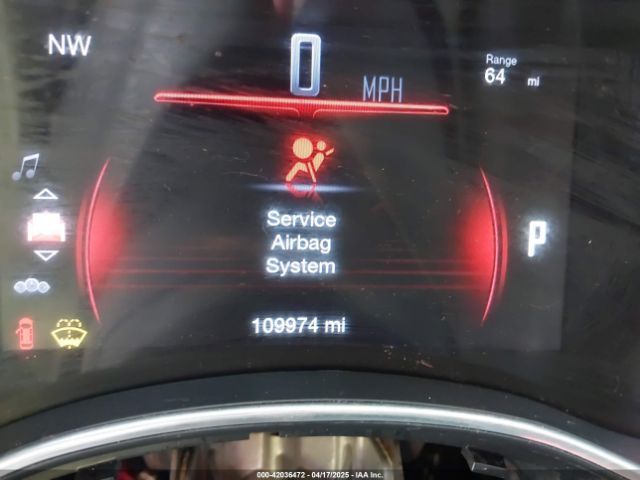 NW
0
MPH
Range
64 mi
Service
Airbag
System
P
109974 mi
000-42036472 - 04/17/2025 - IAA Inc.